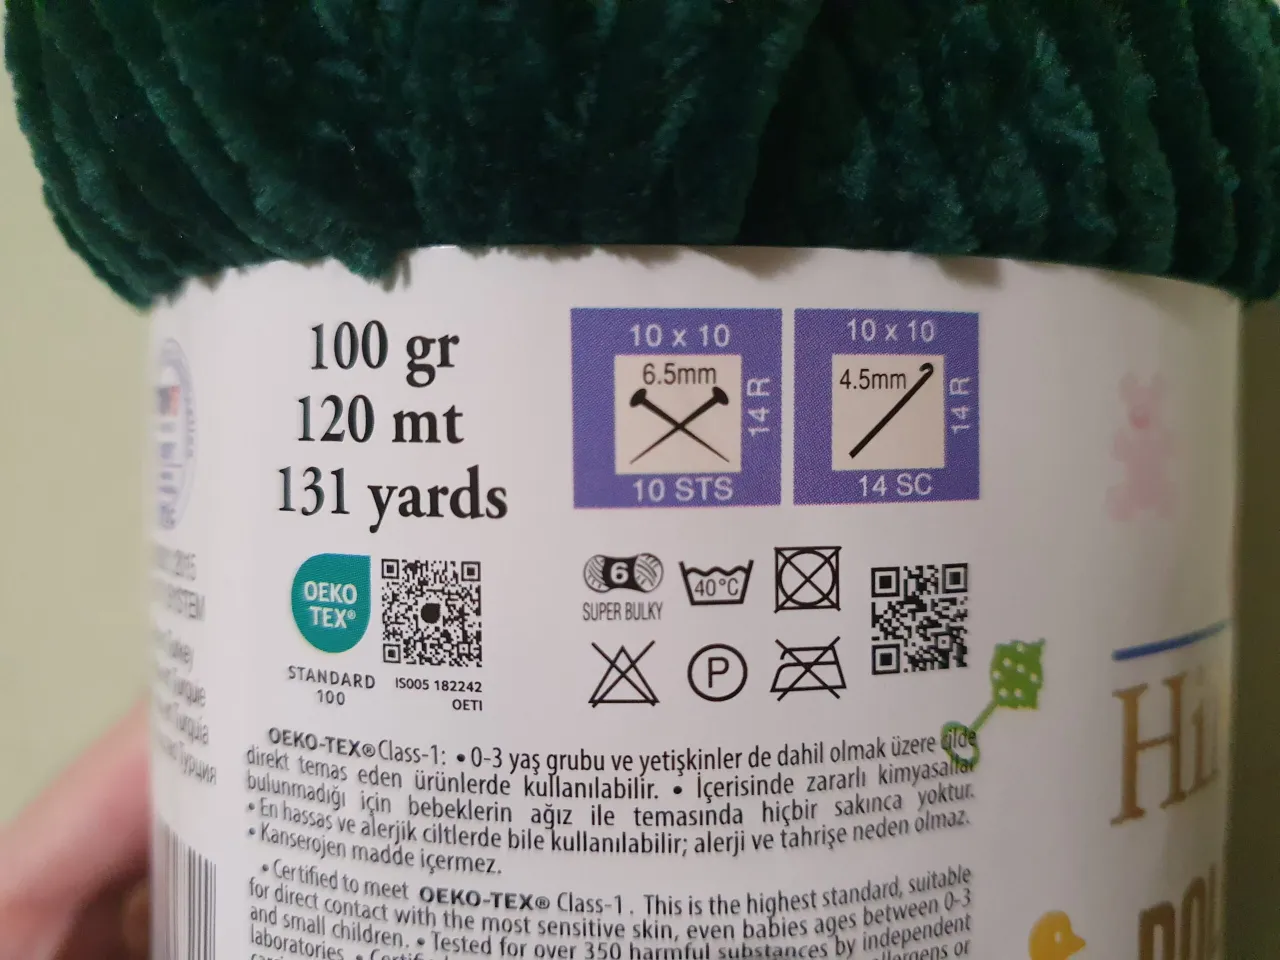 100 gr
120 mt
131 yards
10 x 10
6.5mm
14 R
10 STS
10 x 10
4.5mm
14 R
14 SC
OEKO
TEX®
STANDARD
100
IS005 182242
OETI
6
SUPER BULKY
40°C
P
OEKO-TEX® Class-1: • 0-3 yaş grubu ve yetişkinler de dahil olmak üzere cilde
direkt temas eden ürünlerde kullanılabilir. • İçerisinde zararlı kimyasallar
bulunmadığı için bebeklerin ağız ile temasında hiçbir sakınca yoktur.
• En hassas ve alerjik ciltlerde bile kullanılabilir; alerji ve tahrişe neden olmaz.
• Kanserojen madde içermez.
• Certified to meet OEKO-TEX® Class-1. This is the highest standard, suitable
for direct contact with the most sensitive skin, even babies ages between 0-3
and small children. • Tested for over 350 harmful substances by independent
laboratories.
SYSTEM
Турция
Hi